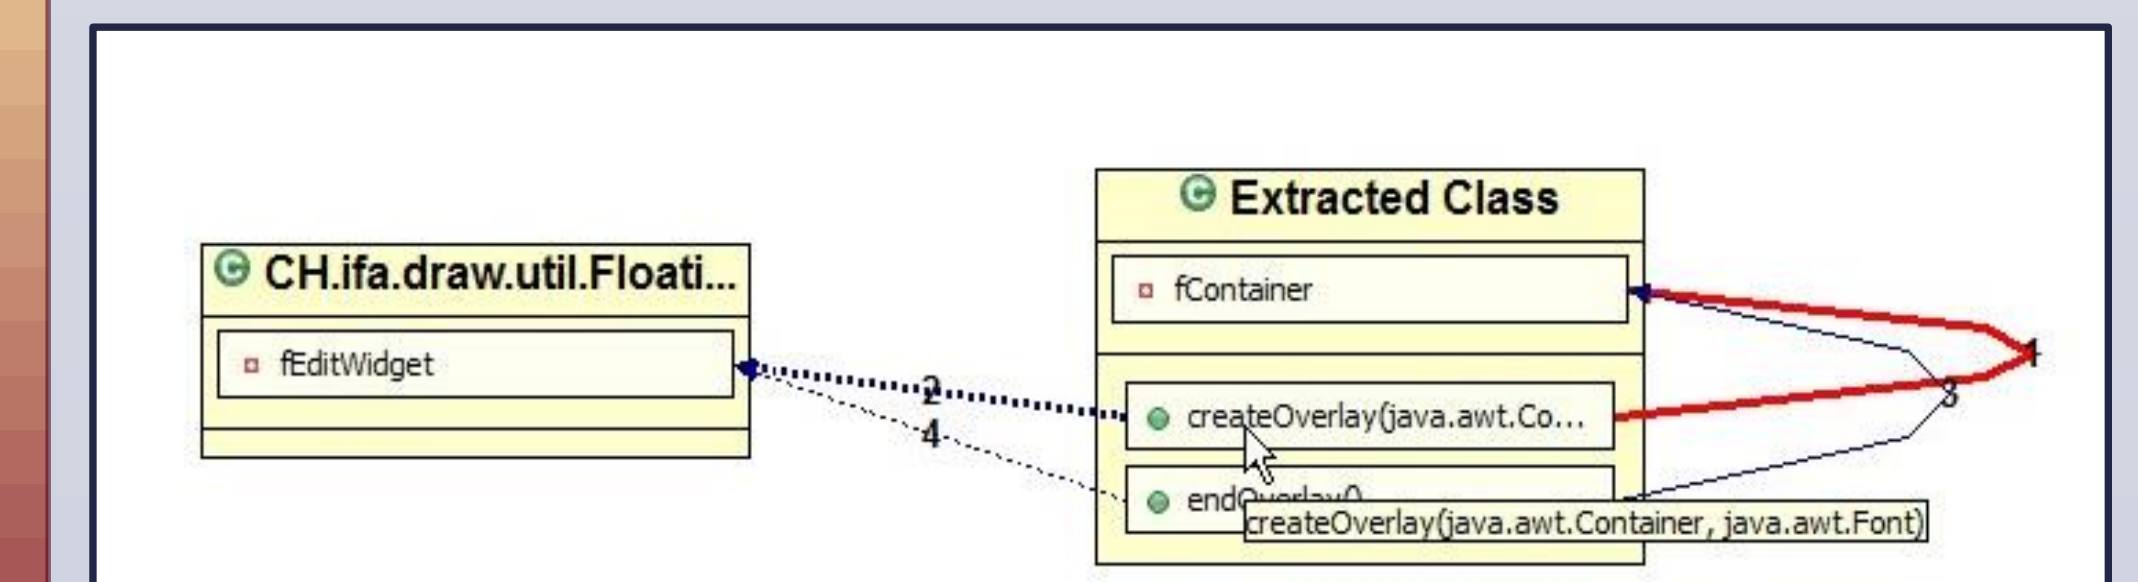 C Extracted Class
C CH.ifa.draw.util.Floati...
fContainer
fEditWidget
2
4
3
createOverlay(java.awt.Co...
endOverlay()
createOverlay(java.awt.Container, java.awt.Font)